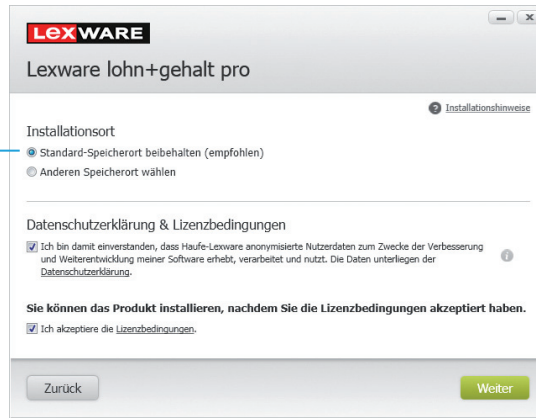 LEXWARE
Lexware lohn+gehalt pro
Installationshinweise
Installationsort
Standard-Speicherort beibehalten (empfohlen)
Anderen Speicherort wählen
Datenschutzerklärung & Lizenzbedingungen
Ich bin damit einverstanden, dass Haufe-Lexware anonymisierte Nutzerdaten zum Zwecke der Verbesserung
und Weiterentwicklung meiner Software erhebt, verarbeitet und nutzt. Die Daten unterliegen der
Datenschutzerklärung.
Sie können das Produkt installieren, nachdem Sie die Lizenzbedingungen akzeptiert haben.
Ich akzeptiere die Lizenzbedingungen.
Zurück
Weiter